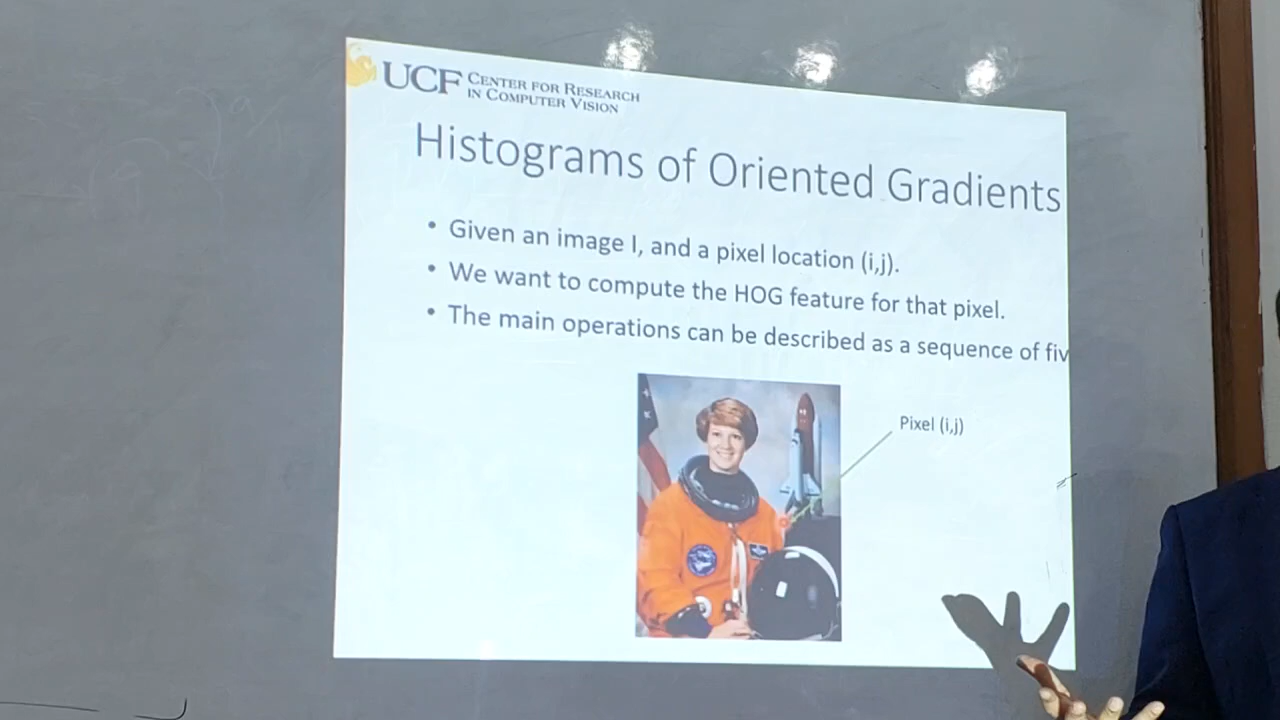 UCF CENTER FOR RESEARCH
IN COMPUTER VISION
Histograms of Oriented Gradients
• Given an image I, and a pixel location (i,j).
• We want to compute the HOG feature for that pixel.
• The main operations can be described as a sequence of fiv
Pixel (i,j)